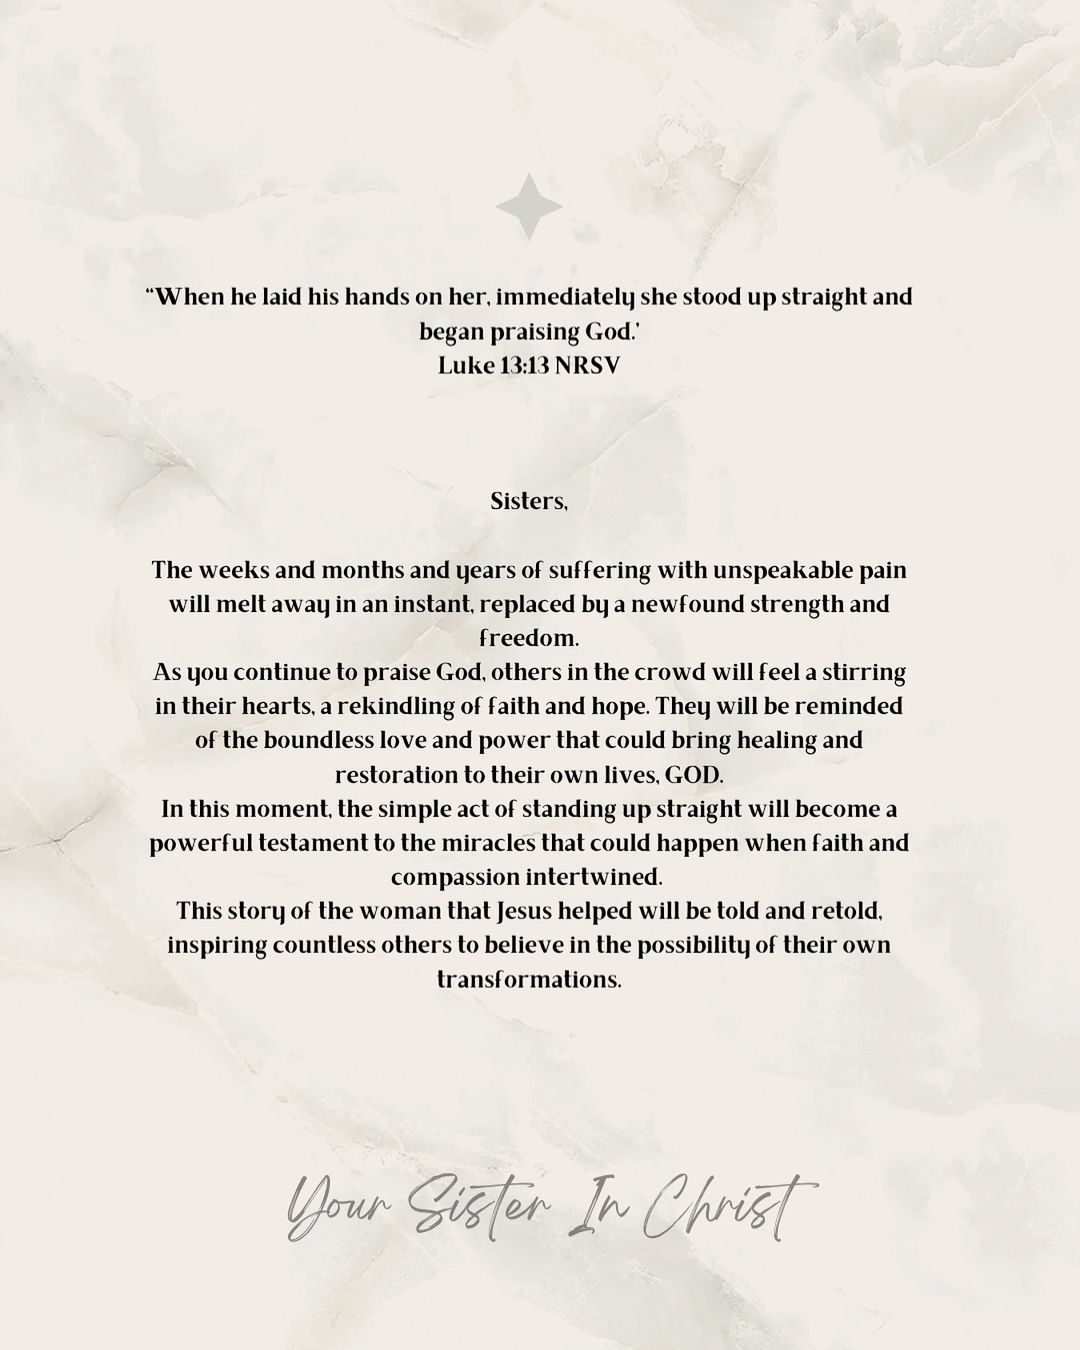 “When he laid his hands on her, immediately she stood up straight and
began praising God.'
Luke 13:13 NRSV
Sisters,
The weeks and months and years of suffering with unspeakable pain
will melt away in an instant, replaced by a newfound strength and
freedom.
As you continue to praise God, others in the crowd will feel a stirring
in their hearts, a rekindling of faith and hope. They will be reminded
of the boundless love and power that could bring healing and
restoration to their own lives, GOD.
In this moment, the simple act of standing up straight will become a
powerful testament to the miracles that could happen when faith and
compassion intertwined.
This story of the woman that Jesus helped will be told and retold,
inspiring countless others to believe in the possibility of their own
transformations.
Your Sister In Christ